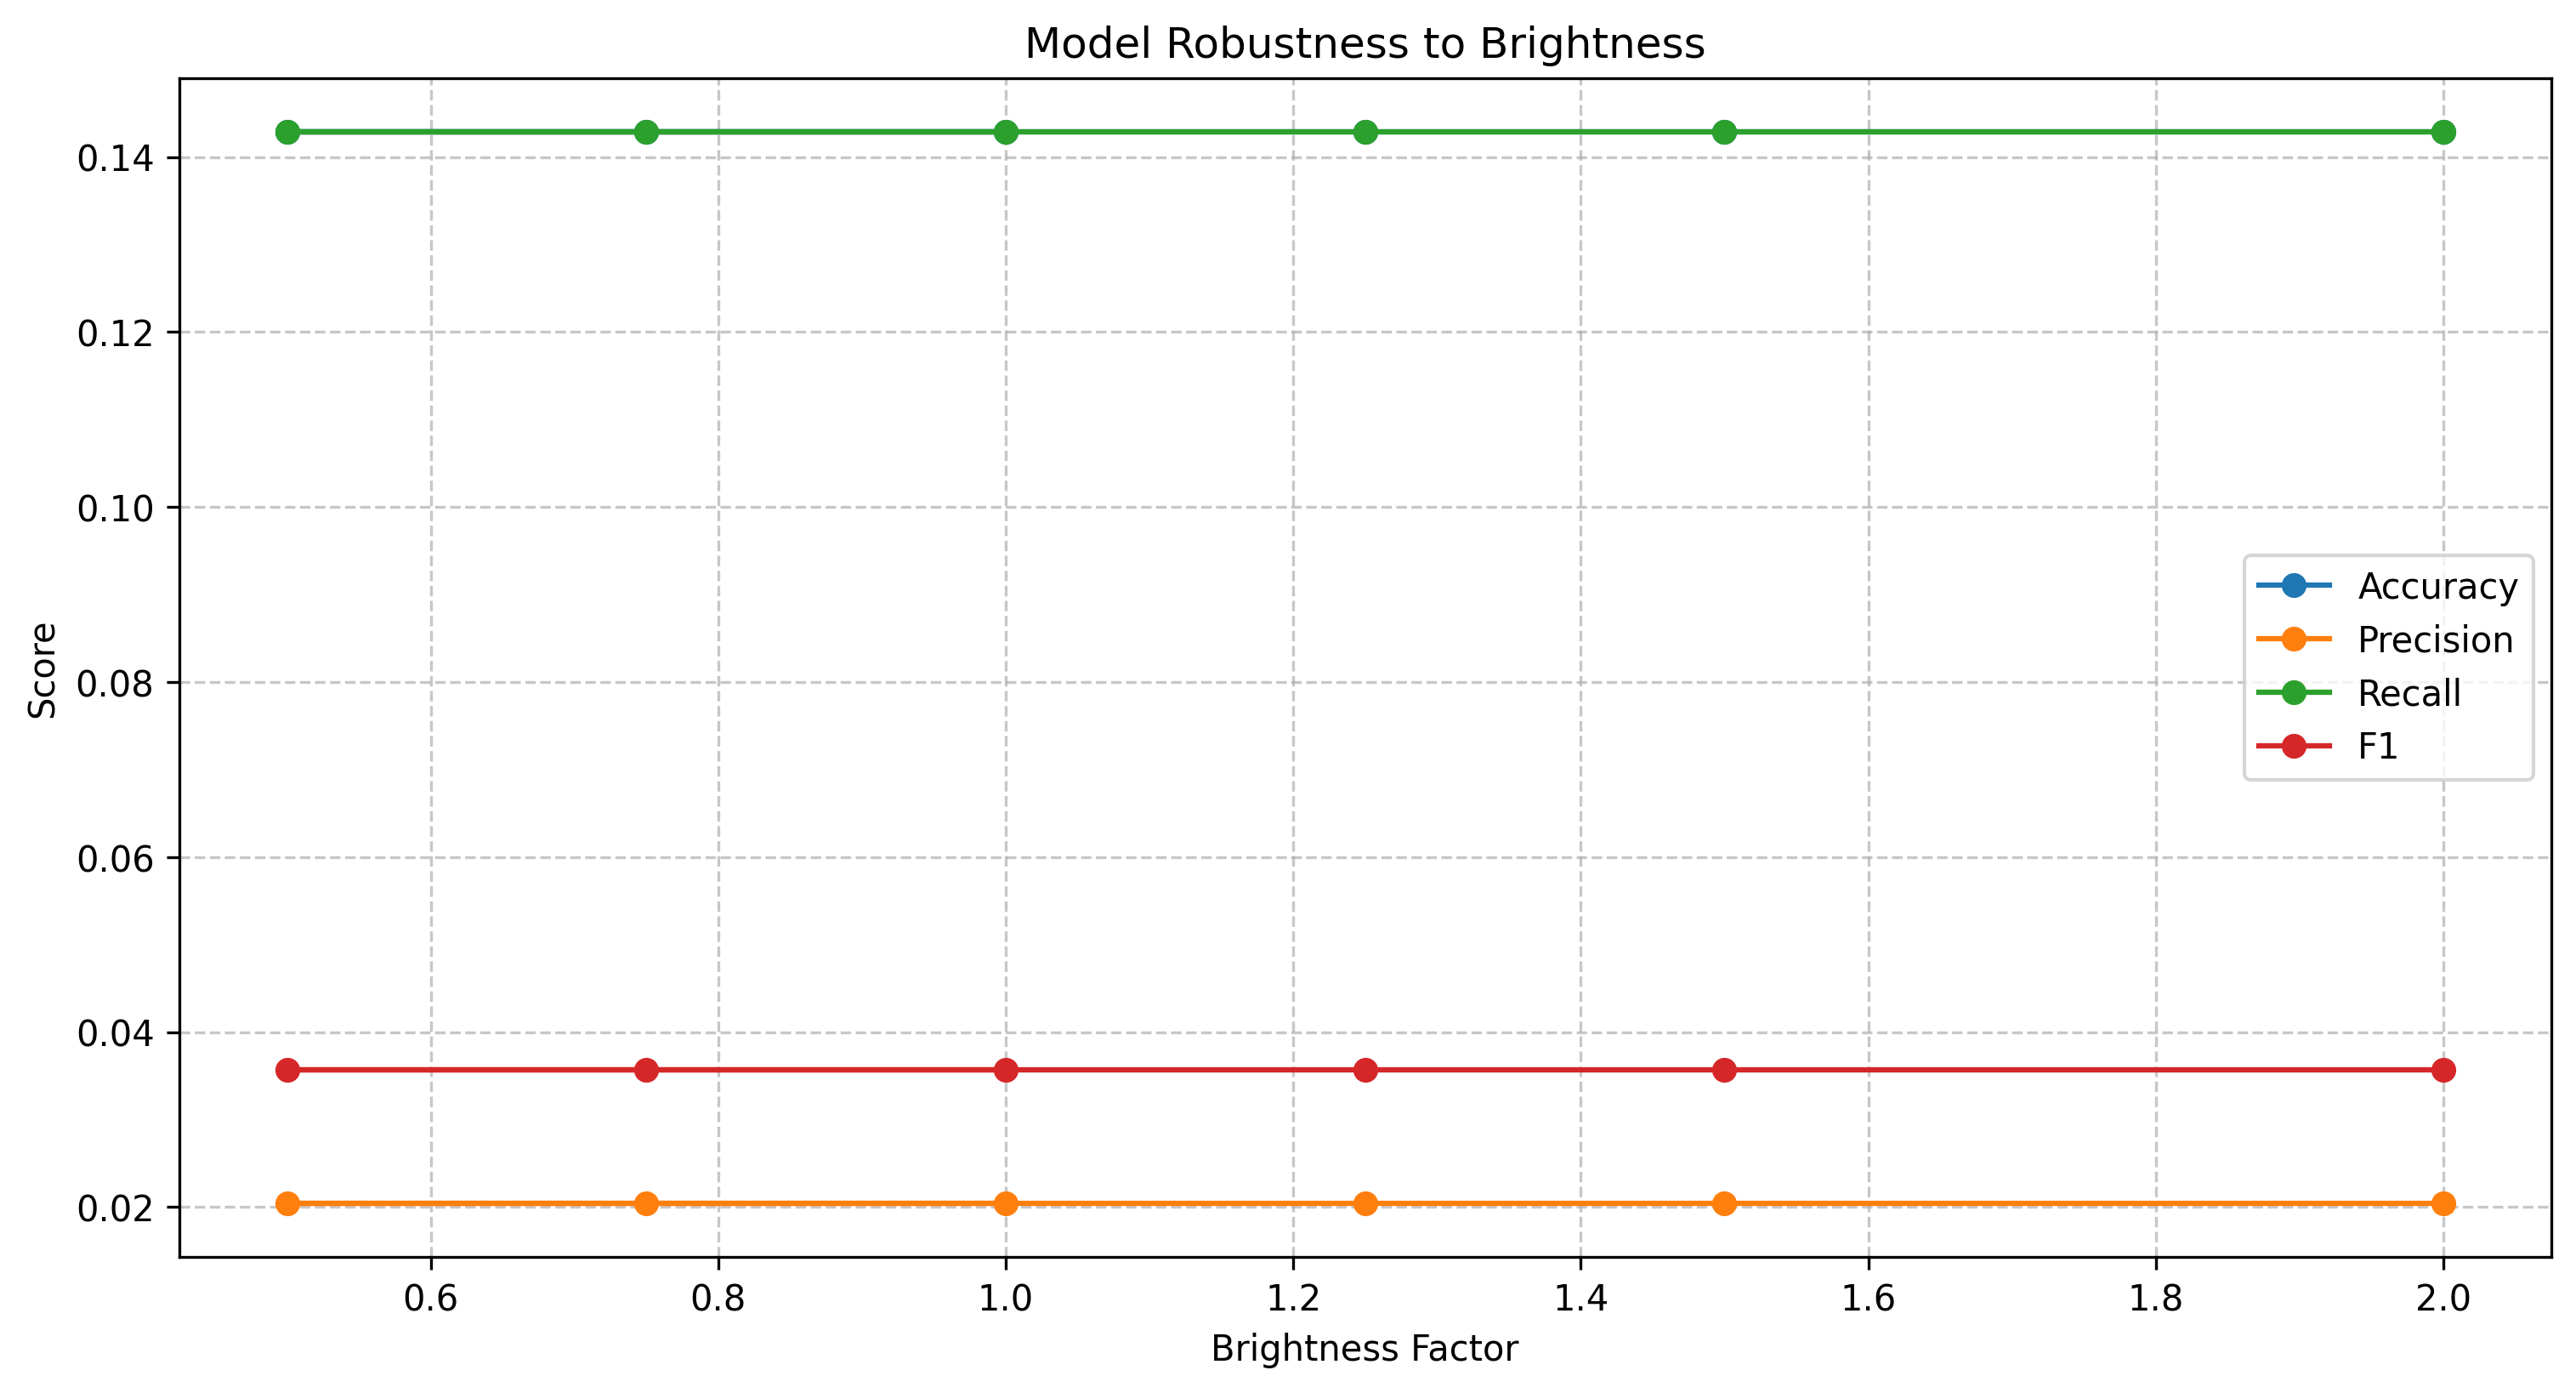 Model Robustness to Brightness
0.14
0.12
0.10
0.08
0.06
0.04
0.02
Score
Accuracy
Precision
Recall
F1
0.6 0.8 1.0 1.2 1.4 1.6 1.8 2.0
Brightness Factor